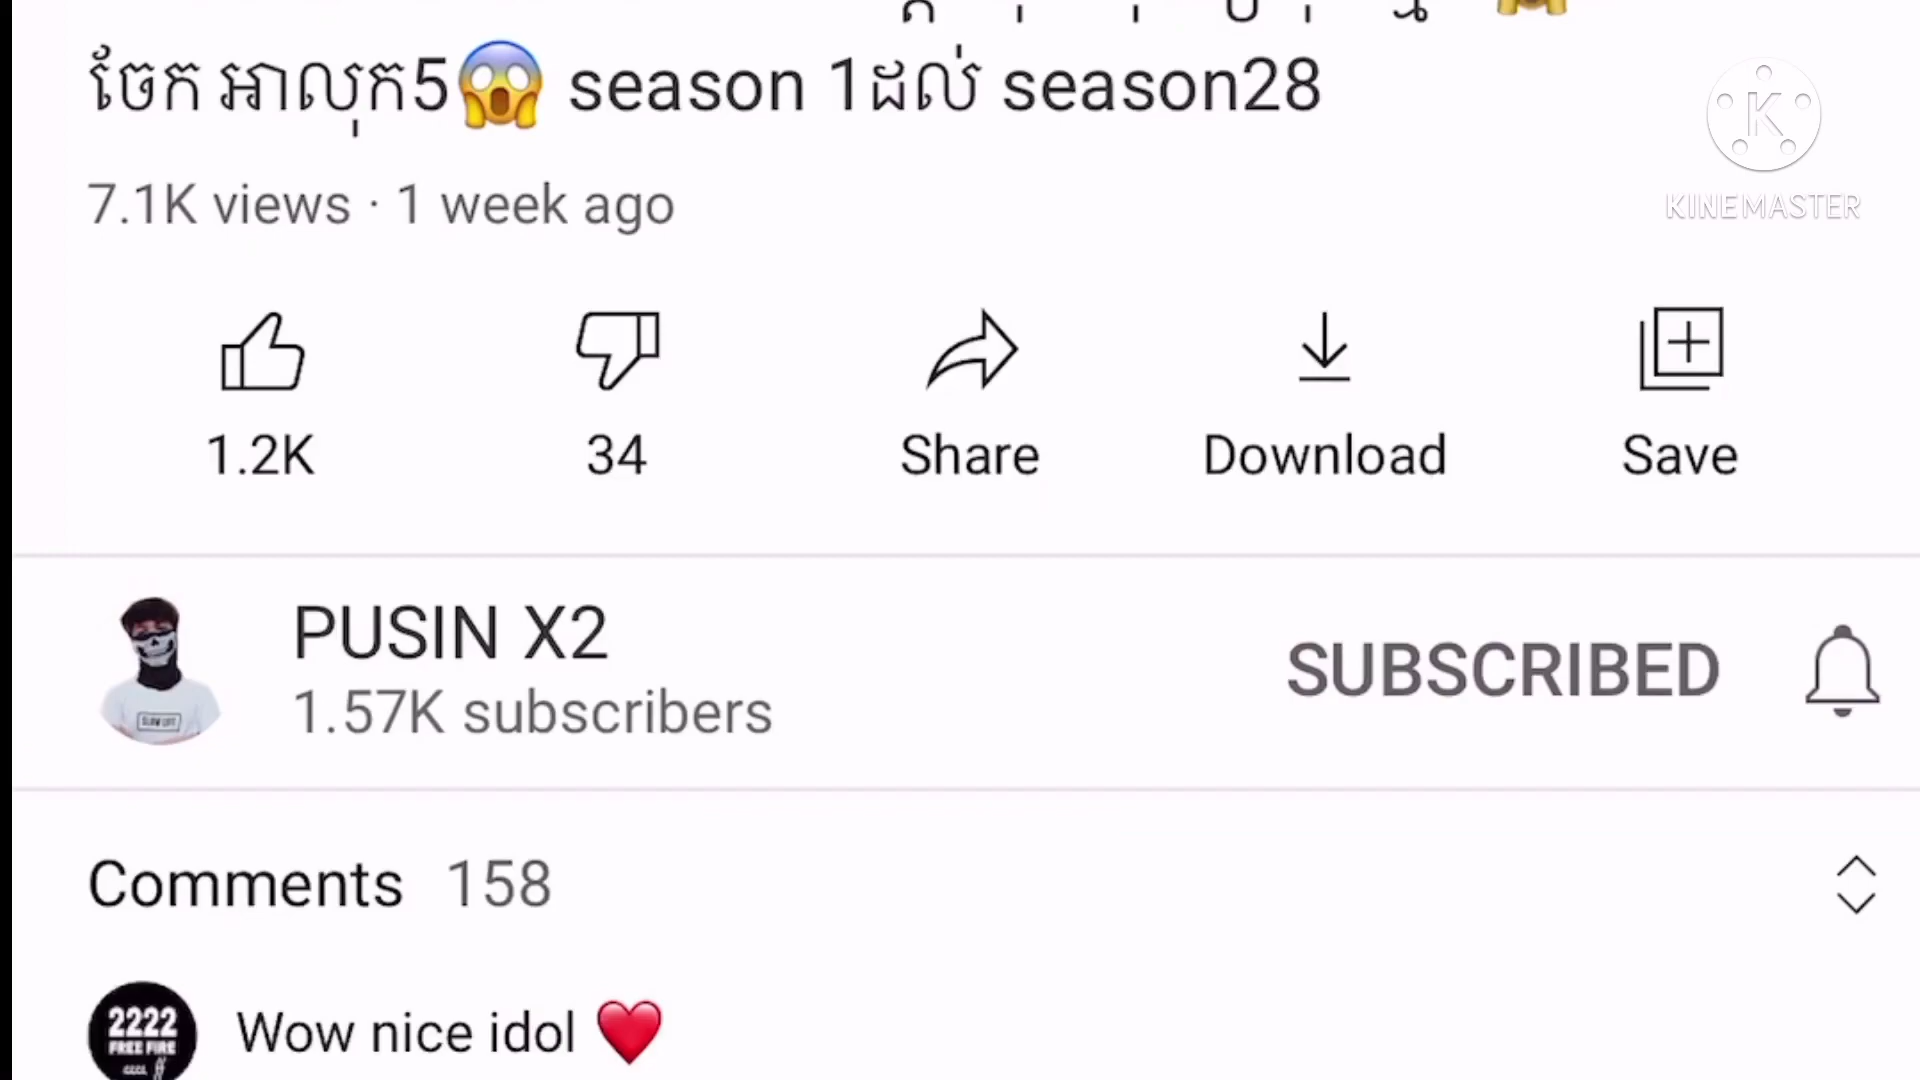 ចែក អាលុក5😱 season 1ដល់ season28
7.1K views · 1 week ago
KINEMASTER
1.2K
34
Share
Download
Save
PUSIN X2
1.57K subscribers
SUBSCRIBED
Comments 158
2222
FREE FIRE
Wow nice idol ❤️